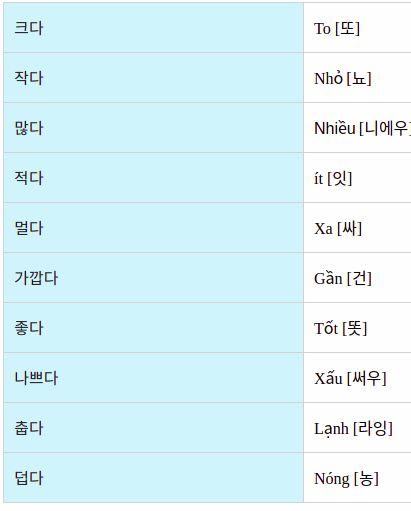 크다 To [또]
작다 Nhỏ [뇨]
많다 Nhiều [니에우]
적다 ít [잇]
멀다 Xa [싸]
가깝다 Gần [건]
좋다 Tốt [똣]
나쁘다 Xấu [써우]
춥다 Lạnh [라잉]
덥다 Nóng [농]